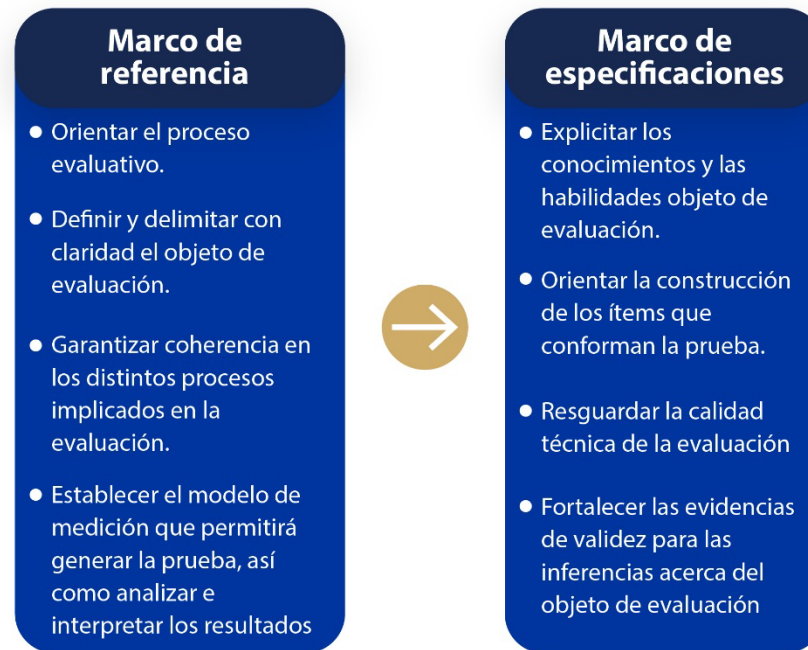 Marco de
referencia
● Orientar el proceso
evaluativo.
● Definir y delimitar con
claridad el objeto de
evaluación.
● Garantizar coherencia en
los distintos procesos
implicados en la
evaluación.
● Establecer el modelo de
medición que permitirá
generar la prueba, así
como analizar e
interpretar los resultados
Marco de
especificaciones
● Explicitar los
conocimientos y las
habilidades objeto de
evaluación.
● Orientar la construcción
de los ítems que
conforman la prueba.
● Resguardar la calidad
técnica de la evaluación
● Fortalecer las evidencias
de validez para las
inferencias acerca del
objeto de evaluación